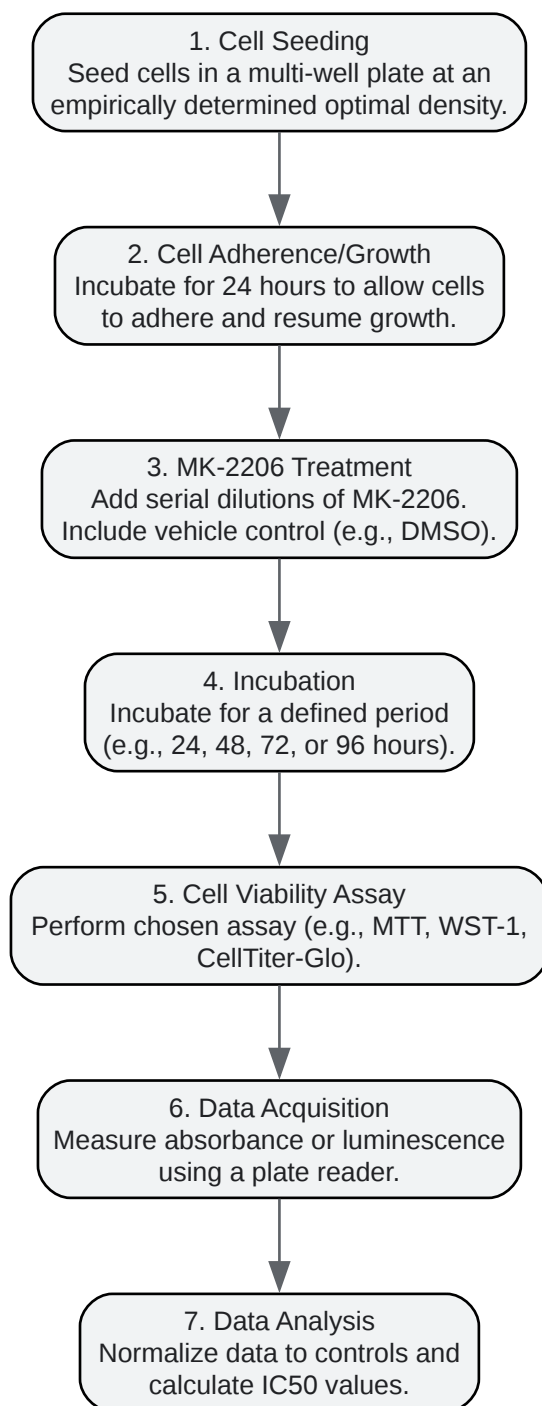 1. Cell Seeding
Seed cells in a multi-well plate at an
empirically determined optimal density.
2. Cell Adherence/Growth
Incubate for 24 hours to allow cells
to adhere and resume growth.
3. MK-2206 Treatment
Add serial dilutions of MK-2206.
Include vehicle control (e.g., DMSO).
4. Incubation
Incubate for a defined period
(e.g., 24, 48, 72, or 96 hours).
5. Cell Viability Assay
Perform chosen assay (e.g., MTT, WST-1,
CellTiter-Glo).
6. Data Acquisition
Measure absorbance or luminescence
using a plate reader.
7. Data Analysis
Normalize data to controls and
calculate IC50 values.